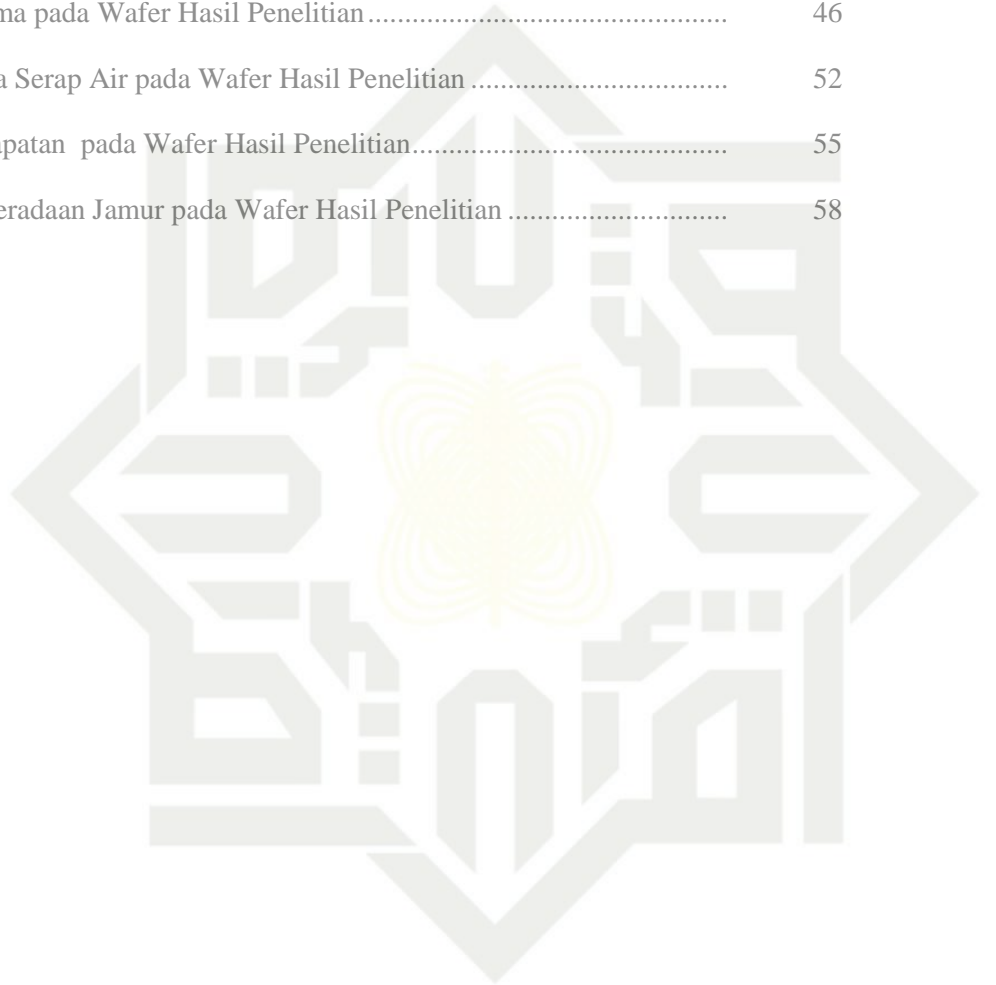 ma pada Wafer Hasil Penelitian ................................................ 46
a Serap Air pada Wafer Hasil Penelitian ................................. 52
apatan pada Wafer Hasil Penelitian......................................... 55
eradaan Jamur pada Wafer Hasil Penelitian ............................ 58